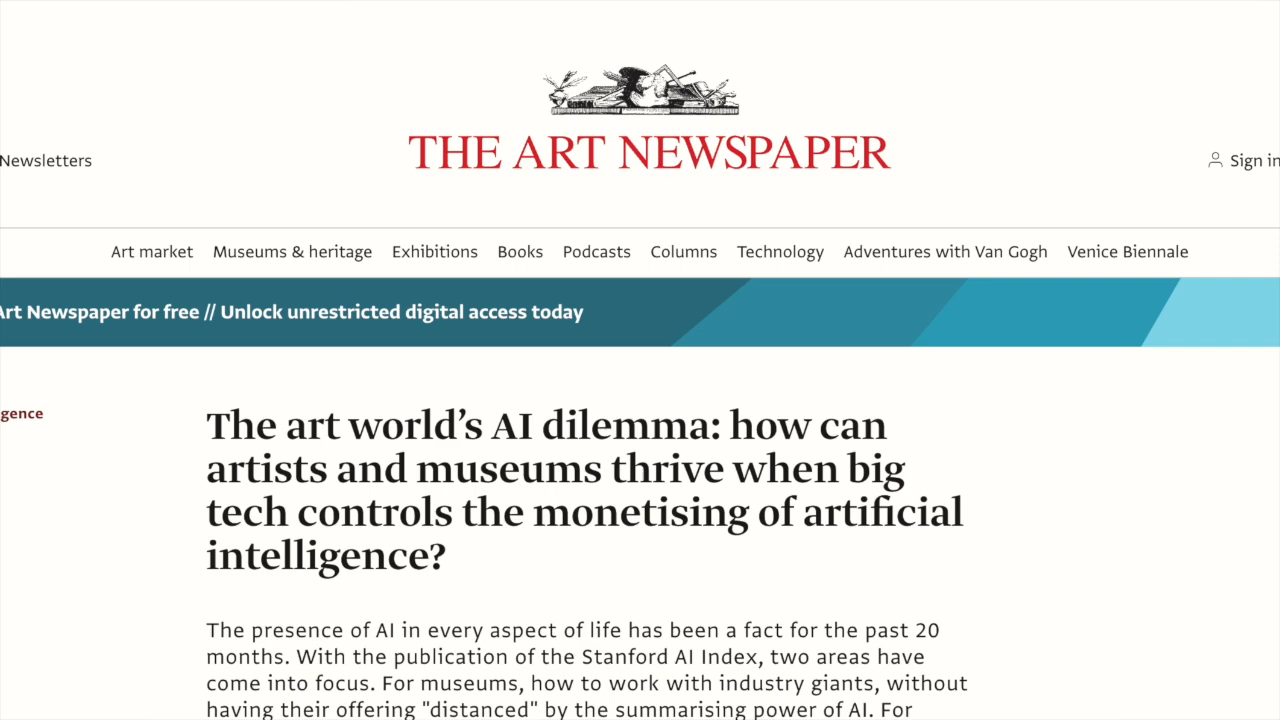 THE ART NEWSPAPER
Newsletters
Sign in
Art market Museums & heritage Exhibitions Books Podcasts Columns Technology Adventures with Van Gogh Venice Biennale
Art Newspaper for free // Unlock unrestricted digital access today
gence
The art world’s AI dilemma: how can
artists and museums thrive when big
tech controls the monetising of artificial
intelligence?
The presence of AI in every aspect of life has been a fact for the past 20
months. With the publication of the Stanford AI Index, two areas have
come into focus. For museums, how to work with industry giants, without
having their offering "distanced" by the summarising power of AI. For